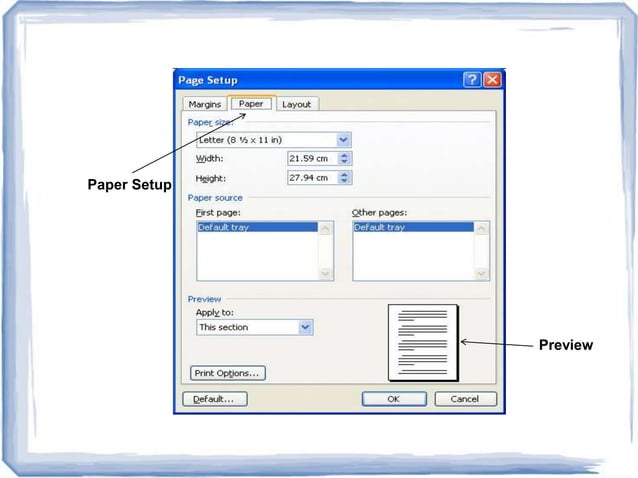 Page Setup
Margins Paper Layout
Paper size:
Letter (8 ½ x 11 in)
Width: 21.59 cm
Height: 27.94 cm
Paper Setup
Paper source
First page: Other pages:
Default tray Default tray
Preview
Apply to:
This section
Preview
Print Options...
Default... OK Cancel